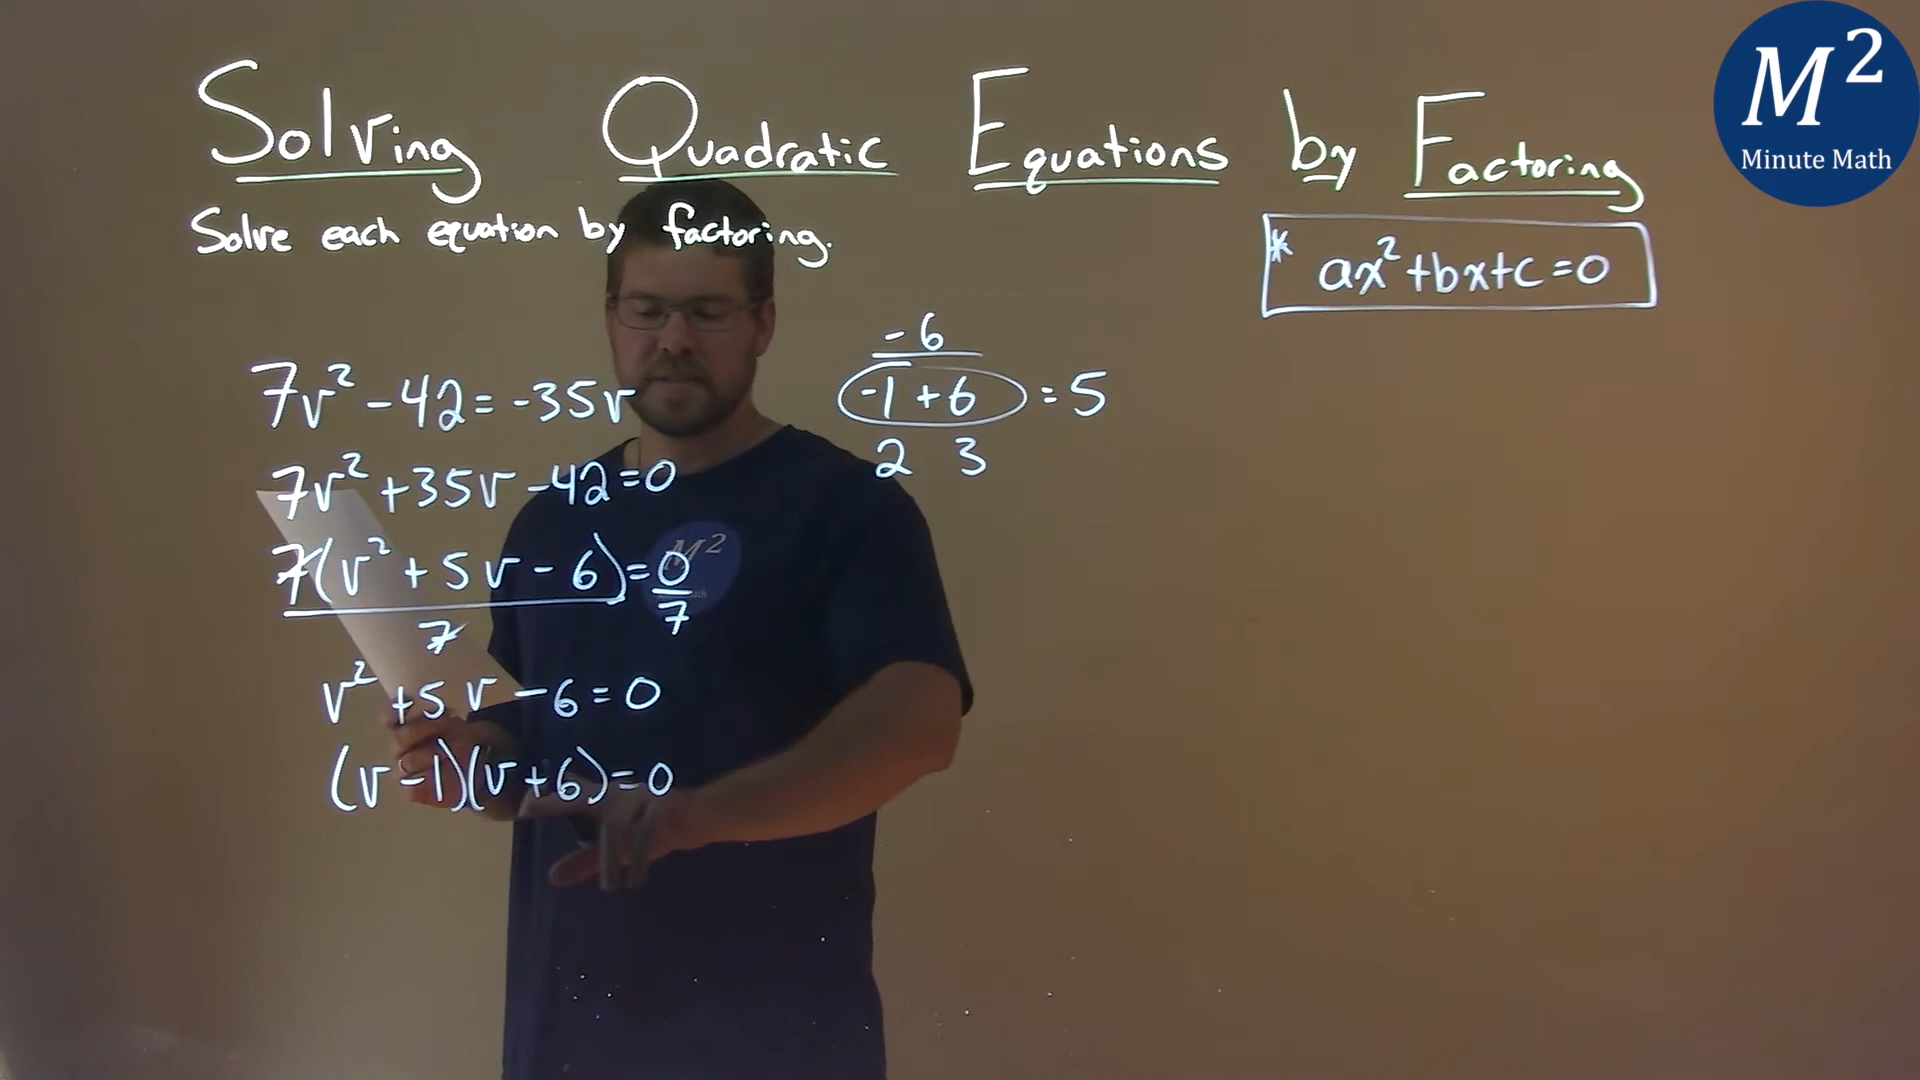 Solving Quadratic Equations by Factoring
M²
Minute Math
Solve each equation by factoring.
* ax²+bx+c=0
-6
-1 + 6 = 5
2 3
7v² - 42 = -35v
7v² + 35v - 42 = 0
7(v² + 5v - 6) = 0
7 7
v² + 5v - 6 = 0
(v - 1)(v + 6) = 0
M²